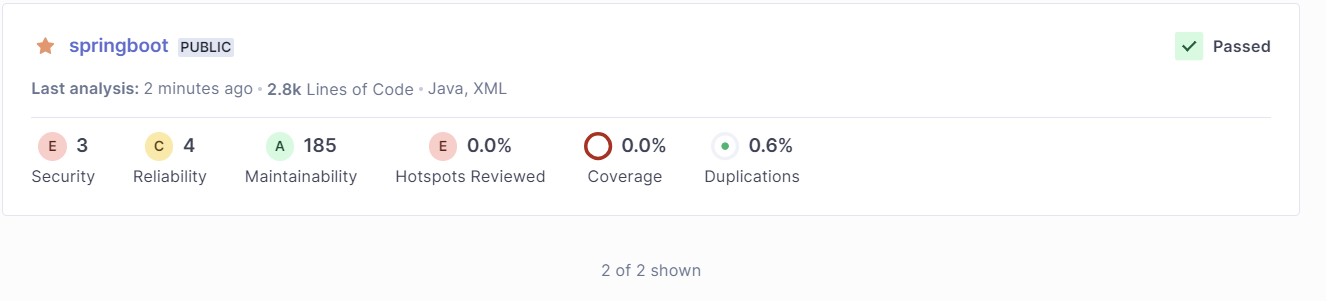 springboot PUBLIC Passed
Last analysis: 2 minutes ago • 2.8k Lines of Code • Java, XML
E 3 C 4 A 185 E 0.0% 0.0% 0.6%
Security Reliability Maintainability Hotspots Reviewed Coverage Duplications
2 of 2 shown